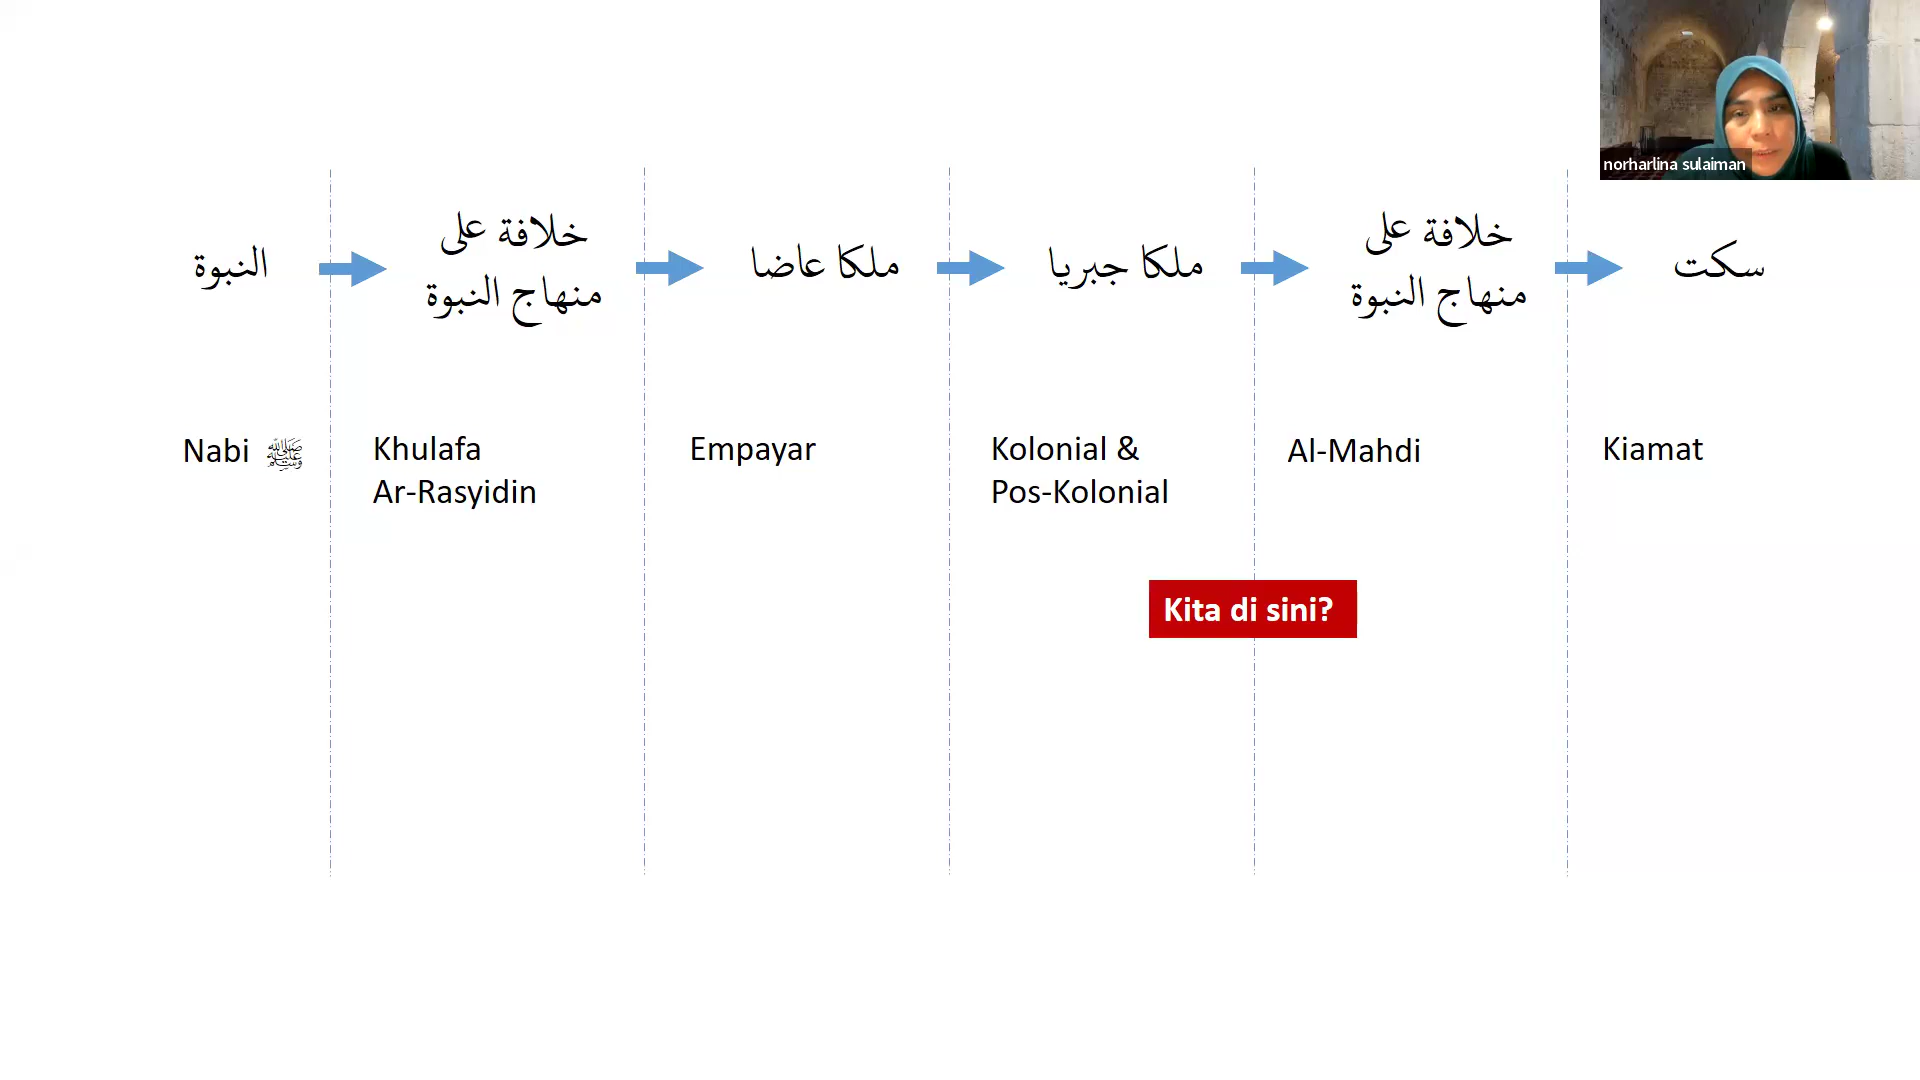 norharlina sulaiman
النبوة
خلافة على
منهاج النبوة
ملكا عاضا
ملكا جبريا
خلافة على
منهاج النبوة
سكت
Nabi ﷺ
Khulafa
Ar-Rasyidin
Empayar
Kolonial &
Pos-Kolonial
Al-Mahdi
Kiamat
Kita di sini?